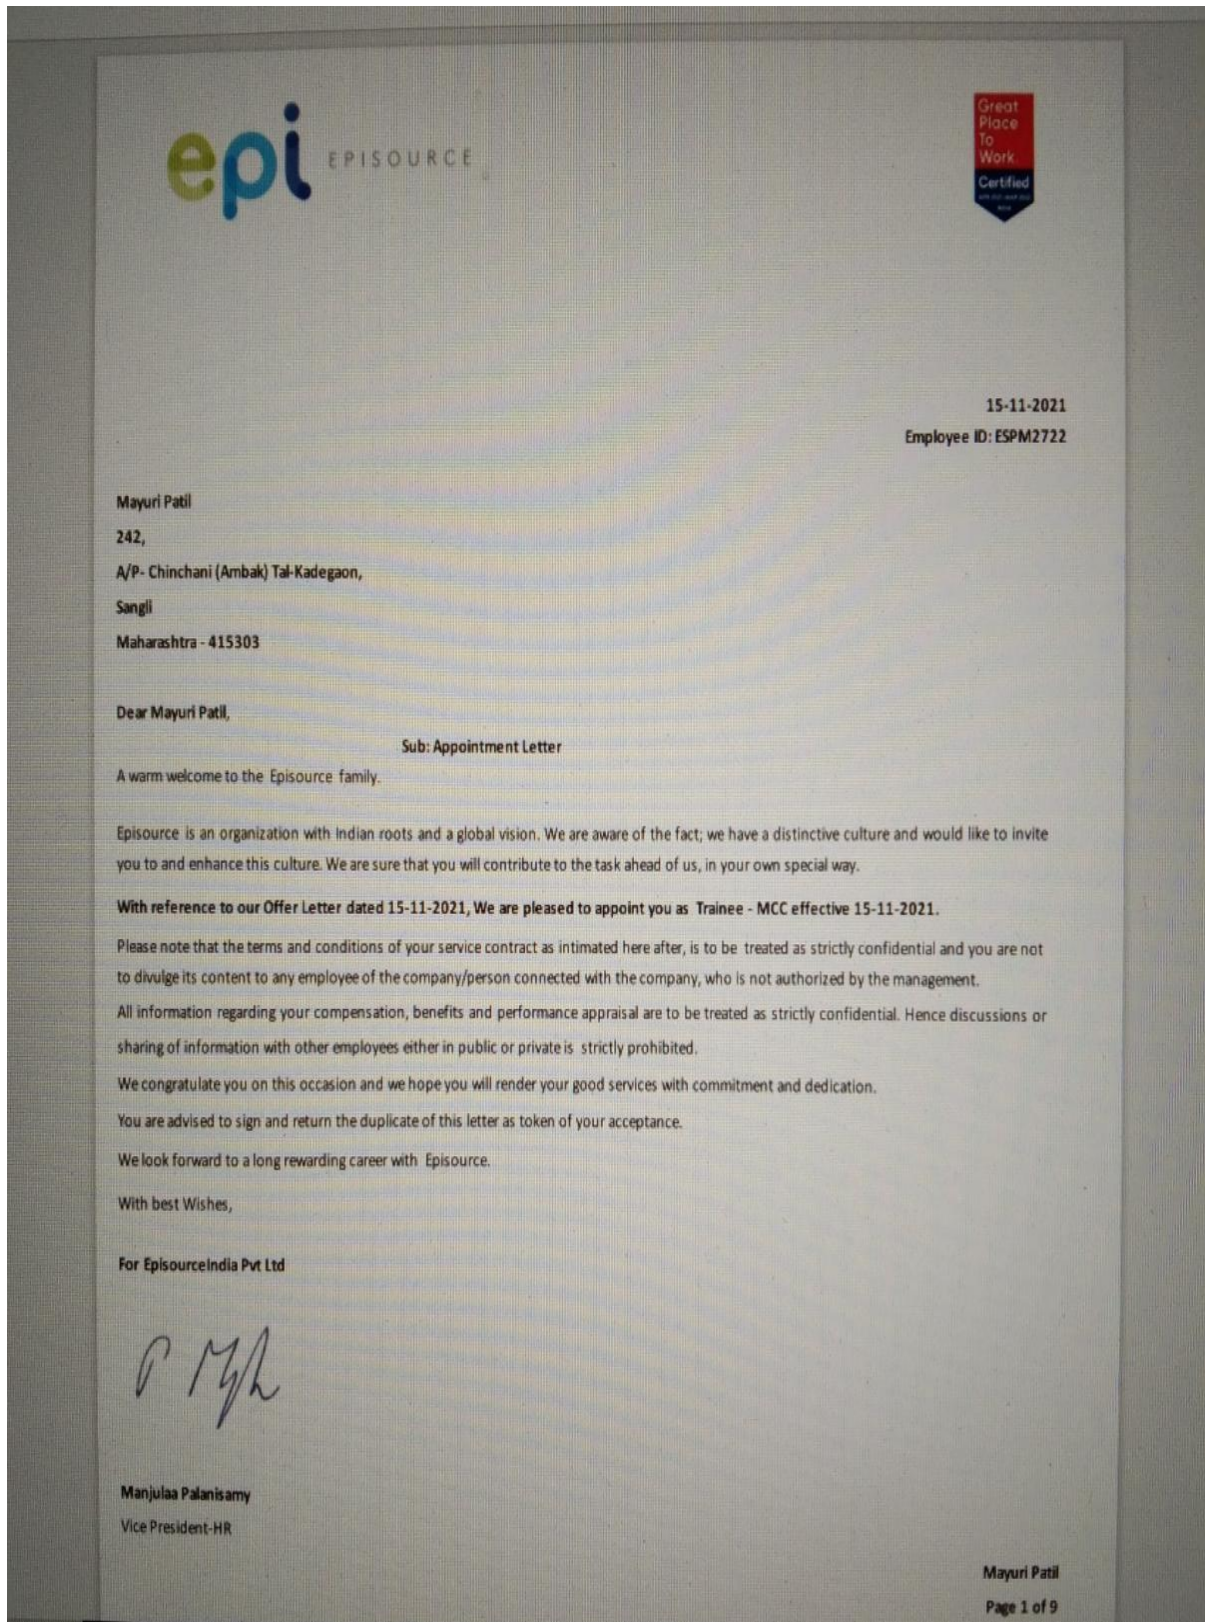 epi EPISOURCE
Great
Place
To
Work
Certified
15-11-2021
Employee ID: ESPM2722
Mayuri Patil
242,
A/P- Chinchani (Ambak) Tal-Kadegaon,
Sangli
Maharashtra - 415303
Dear Mayuri Patil,
Sub: Appointment Letter
A warm welcome to the Episource family.
Episource is an organization with Indian roots and a global vision. We are aware of the fact; we have a distinctive culture and would like to invite
you to and enhance this culture. We are sure that you will contribute to the task ahead of us, in your own special way.
With reference to our Offer Letter dated 15-11-2021, We are pleased to appoint you as Trainee - MCC effective 15-11-2021.
Please note that the terms and conditions of your service contract as intimated here after, is to be treated as strictly confidential and you are not
to divulge its content to any employee of the company/person connected with the company, who is not authorized by the management.
All information regarding your compensation, benefits and performance appraisal are to be treated as strictly confidential. Hence discussions or
sharing of information with other employees either in public or private is strictly prohibited.
We congratulate you on this occasion and we hope you will render your good services with commitment and dedication.
You are advised to sign and return the duplicate of this letter as token of your acceptance.
We look forward to a long rewarding career with Episource.
With best Wishes,
For EpisourceIndia Pvt Ltd
Manjulaa Palanisamy
Vice President-HR
Mayuri Patil
Page 1 of 9